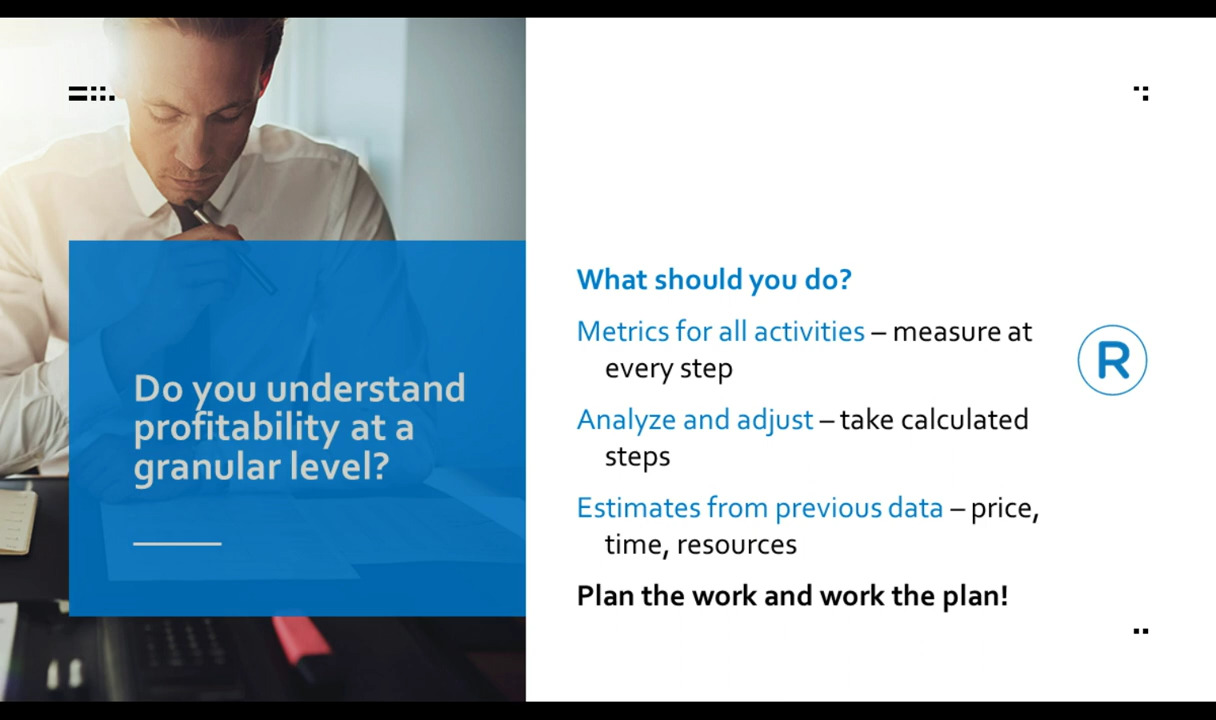 Do you understand
profitability at a
granular level?
What should you do?
Metrics for all activities – measure at
every step
Analyze and adjust – take calculated
steps
Estimates from previous data – price,
time, resources
Plan the work and work the plan!
R